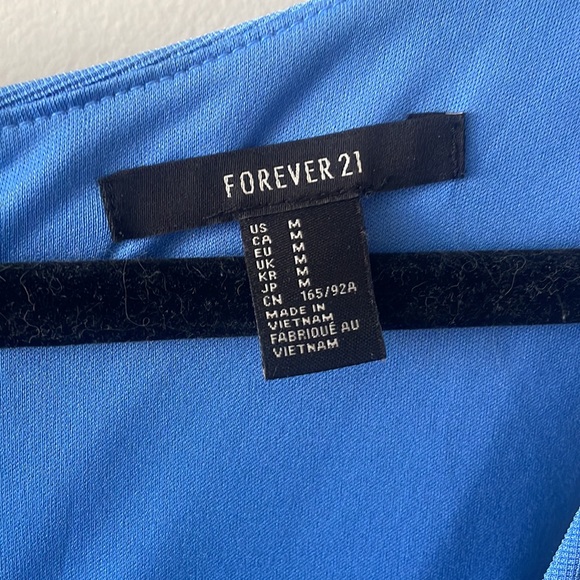 FOREVER 21
US M
CA M
EU M
UK M
KR M
JP M
CN 165/92A
MADE IN
VIETNAM
FABRIQUÉ AU
VIETNAM